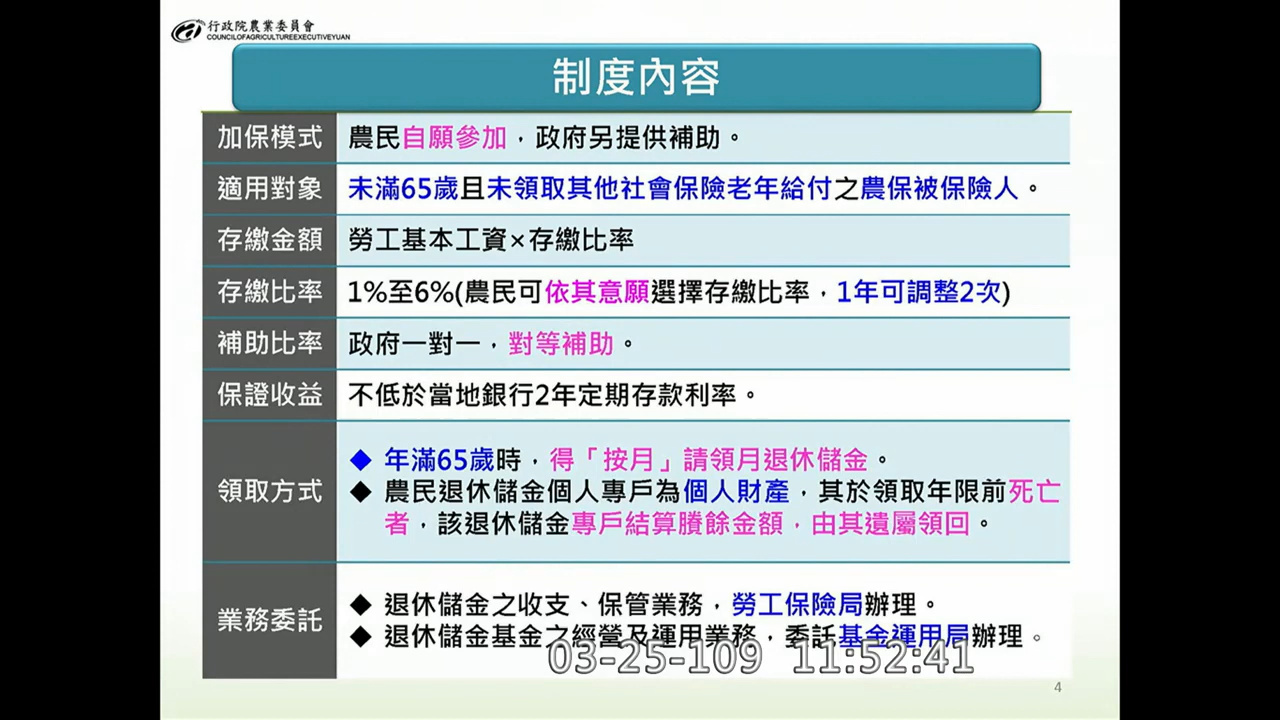 行政院農業委員會
COUNCILOFAGRICULTUREEXECUTIVEYUAN
制度內容
加保模式 農民自願參加，政府另提供補助。
適用對象 未滿65歲且未領取其他社會保險老年給付之農保被保險人。
存繳金額 勞工基本工資×存繳比率
存繳比率 1%至6%(農民可依其意願選擇存繳比率，1年可調整2次)
補助比率 政府一對一，對等補助。
保證收益 不低於當地銀行2年定期存款利率。
領取方式
◆ 年滿65歲時，得「按月」請領月退休儲金。
◆ 農民退休儲金個人專戶為個人財產，其於領取年限前死亡
者，該退休儲金專戶結算賸餘金額，由其遺屬領回。
業務委託
◆ 退休儲金之收支、保管業務，勞工保險局辦理。
◆ 退休儲金基金之經營及運用業務，委託基金運用局辦理。
03-25-109 11:52:41
4